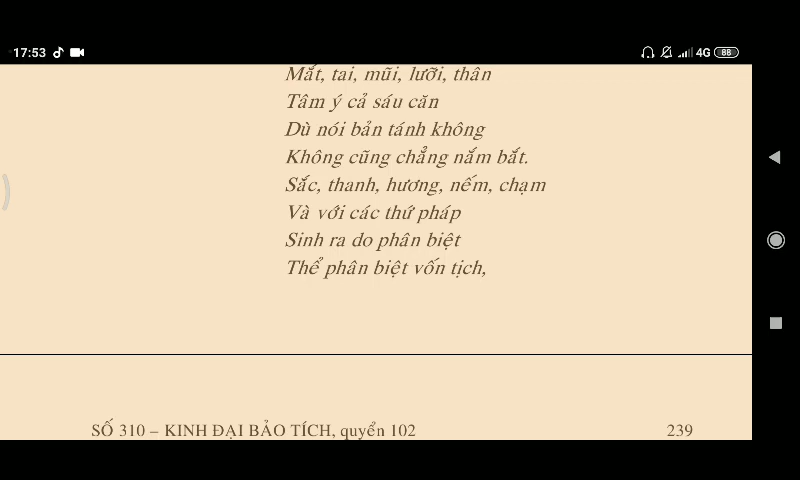 17:53
4G 88
Mắt, tai, mũi, lưỡi, thân
Tâm ý cả sáu căn
Dù nói bản tánh không
Không cũng chẳng nắm bắt.
Sắc, thanh, hương, nếm, chạm
Và với các thứ pháp
Sinh ra do phân biệt
Thể phân biệt vốn tịch,
SỐ 310 – KINH ĐẠI BẢO TÍCH, quyển 102
239